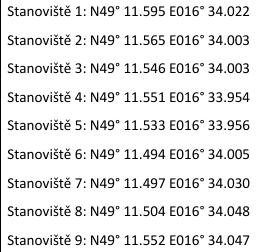 Stanoviště 1: N49° 11.595 E016° 34.022
Stanoviště 2: N49° 11.565 E016° 34.003
Stanoviště 3: N49° 11.546 E016° 34.003
Stanoviště 4: N49° 11.551 E016° 33.954
Stanoviště 5: N49° 11.533 E016° 33.956
Stanoviště 6: N49° 11.494 E016° 34.005
Stanoviště 7: N49° 11.497 E016° 34.030
Stanoviště 8: N49° 11.504 E016° 34.048
Stanoviště 9: N49° 11.552 E016° 34.047